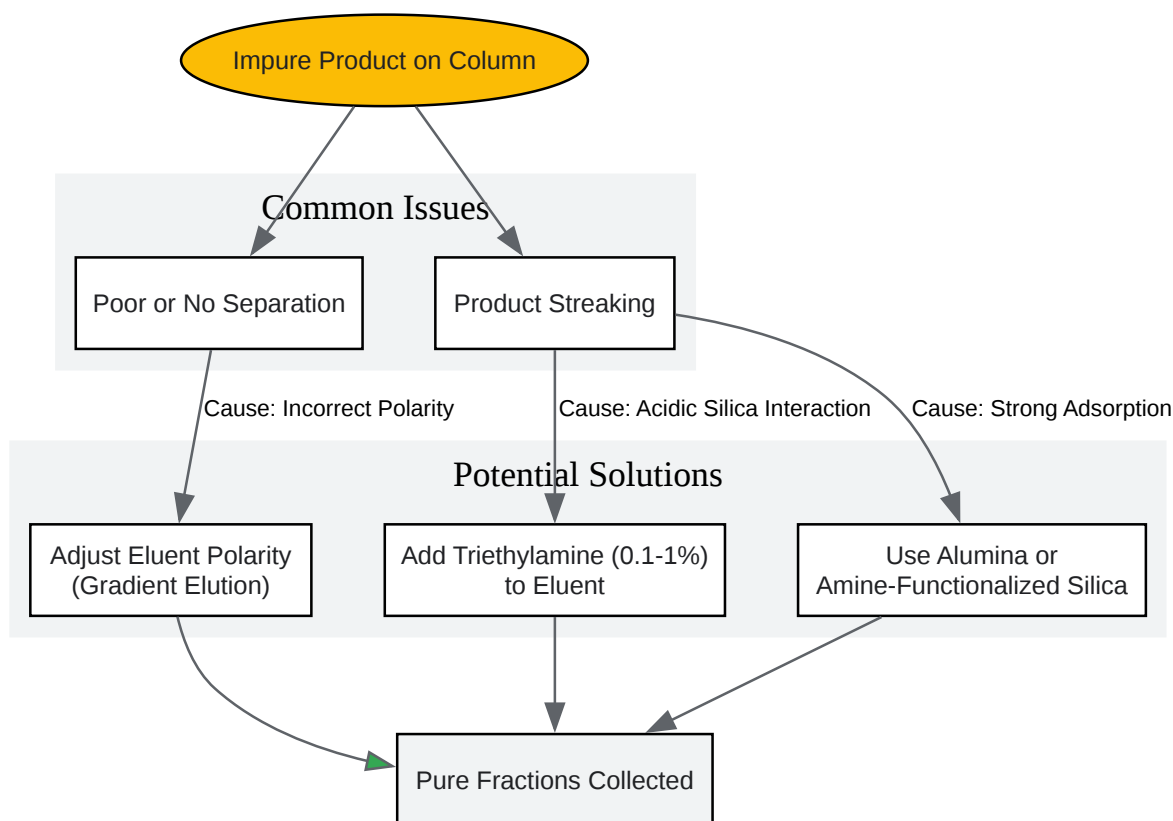 Impure Product on Column
Common Issues
Poor or No Separation
Product Streaking
Cause: Incorrect Polarity
Cause: Acidic Silica Interaction
Cause: Strong Adsorption
Potential Solutions
Adjust Eluent Polarity
(Gradient Elution)
Add Triethylamine (0.1-1%)
to Eluent
Use Alumina or
Amine-Functionalized Silica
Pure Fractions Collected